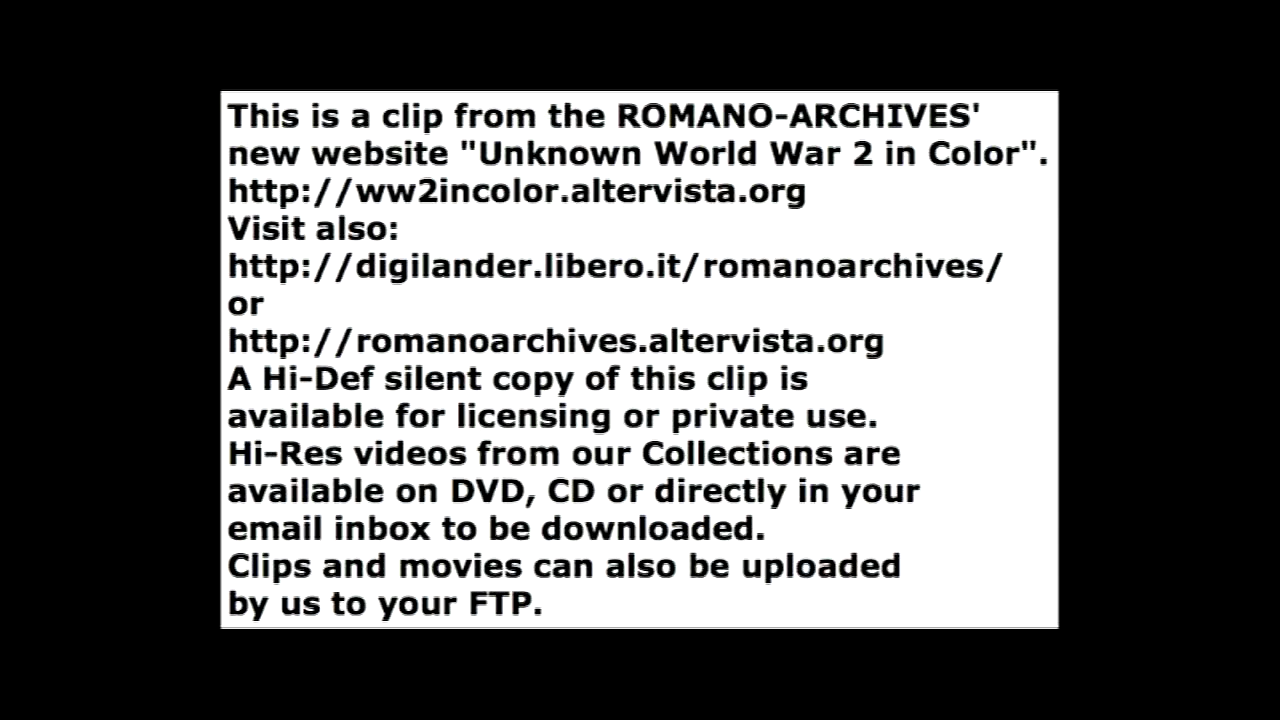 This is a clip from the ROMANO-ARCHIVES'
new website "Unknown World War 2 in Color".
http://ww2incolor.altervista.org
Visit also:
http://digilander.libero.it/romanoarchives/
or
http://romanoarchives.altervista.org
A Hi-Def silent copy of this clip is
available for licensing or private use.
Hi-Res videos from our Collections are
available on DVD, CD or directly in your
email inbox to be downloaded.
Clips and movies can also be uploaded
by us to your FTP.